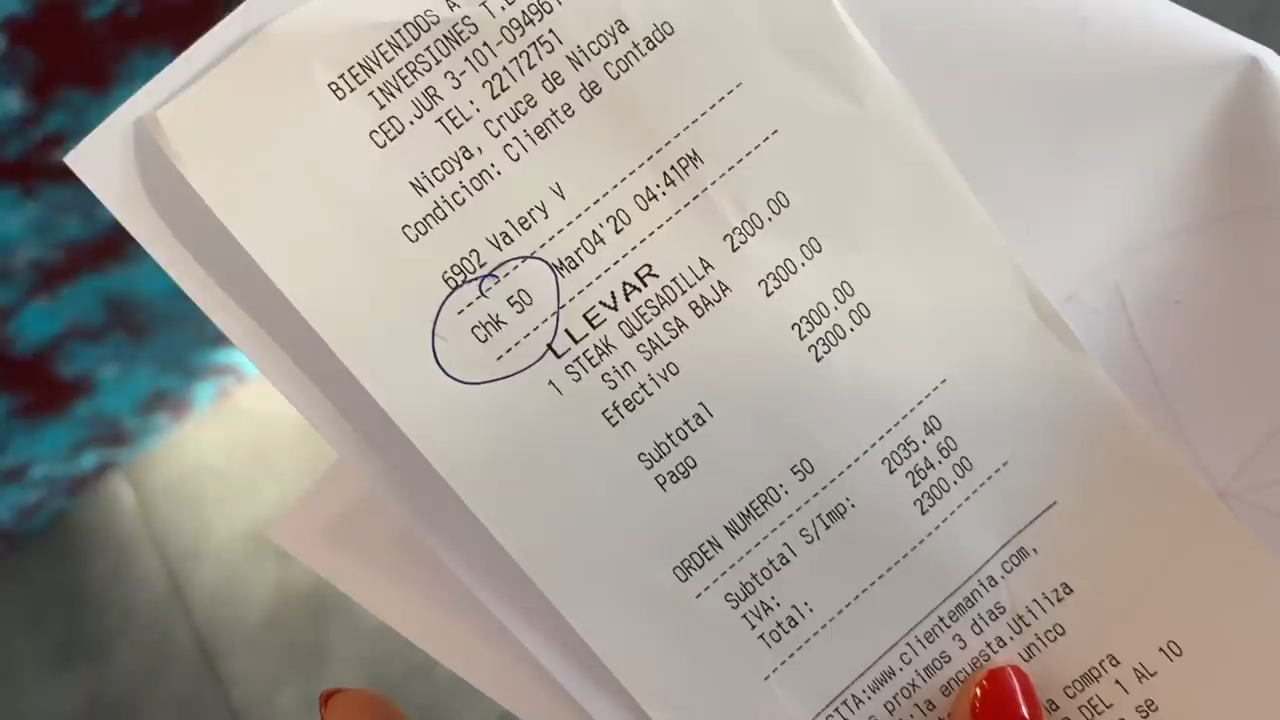 BIENVENIDOS A
INVERSIONES T.
CED.JUR 3-101-09496
TEL: 22172751
Nicoya, Cruce de Nicoya
Condicion: Cliente de Contado
6902 Valery V
Chk 50 Mar04'20 04:41PM
LLEVAR
1 STEAK QUESADILLA 2300.00
Sin SALSA BAJA
Efectivo 2300.00
Subtotal 2300.00
Pago 2300.00
ORDEN NUMERO: 50
Subtotal S/Imp: 2035.40
IVA: 264.60
Total: 2300.00
www.clientemania.com,
proximos 3 dias
la encuesta.Utiliza
unico
compra
DEL 1 AL 10
se